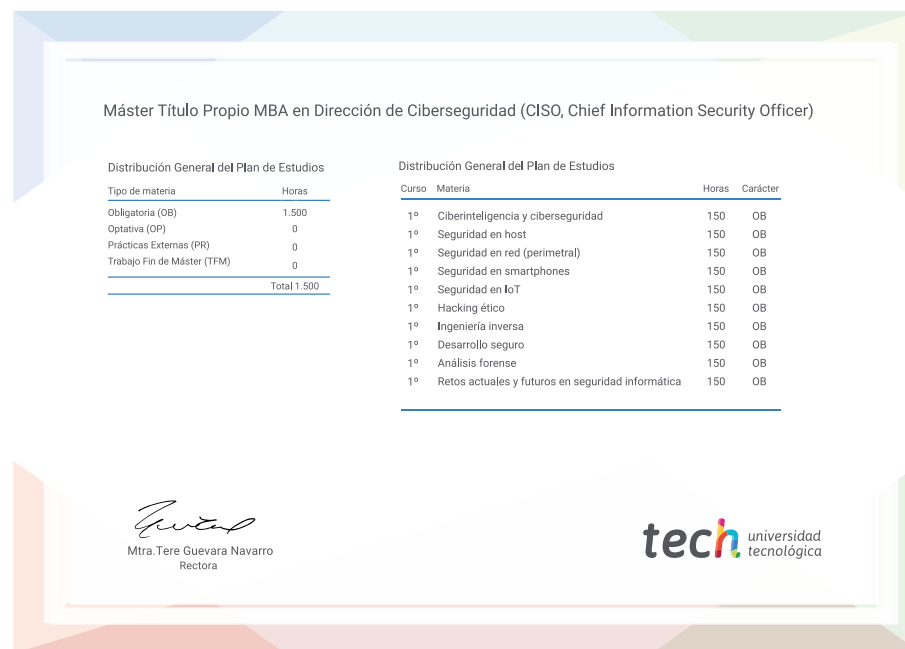 Máster Título Propio MBA en Dirección de Ciberseguridad (CISO, Chief Information Security Officer)
Distribución General del Plan de Estudios
Tipo de materia Horas
Obligatoria (OB) 1.500
Optativa (OP) 0
Prácticas Externas (PR) 0
Trabajo Fin de Máster (TFM) 0
Total 1.500
Distribución General del Plan de Estudios
Curso Materia Horas Carácter
1º Ciberinteligencia y ciberseguridad 150 OB
1º Seguridad en host 150 OB
1º Seguridad en red (perimetral) 150 OB
1º Seguridad en smartphones 150 OB
1º Seguridad en IoT 150 OB
1º Hacking ético 150 OB
1º Ingeniería inversa 150 OB
1º Desarrollo seguro 150 OB
1º Análisis forense 150 OB
1º Retos actuales y futuros en seguridad informática 150 OB
Mtra.Tere Guevara Navarro
Rectora
tech universidad
tecnológica